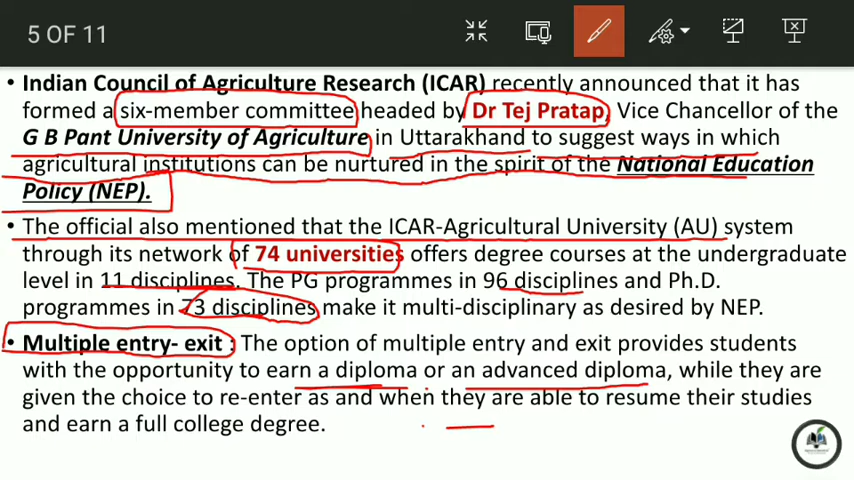 5 OF 11
• Indian Council of Agriculture Research (ICAR) recently announced that it has
formed a six-member committee headed by Dr Tej Pratap, Vice Chancellor of the
G B Pant University of Agriculture in Uttarakhand to suggest ways in which
agricultural institutions can be nurtured in the spirit of the National Education
Policy (NEP).
• The official also mentioned that the ICAR-Agricultural University (AU) system
through its network of 74 universities offers degree courses at the undergraduate
level in 11 disciplines. The PG programmes in 96 disciplines and Ph.D.
programmes in 73 disciplines make it multi-disciplinary as desired by NEP.
• Multiple entry- exit : The option of multiple entry and exit provides students
with the opportunity to earn a diploma or an advanced diploma, while they are
given the choice to re-enter as and when they are able to resume their studies
and earn a full college degree.